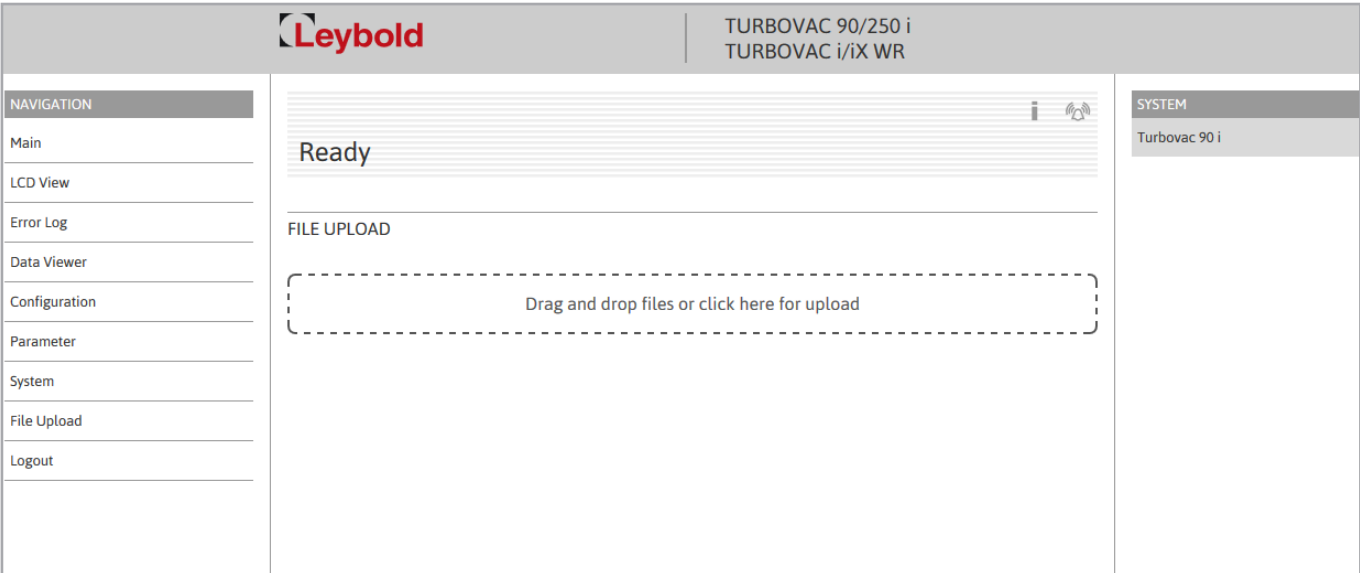 Leybold
TURBOVAC 90/250 i
TURBOVAC i/iX WR
NAVIGATION
Main
LCD View
Error Log
Data Viewer
Configuration
Parameter
System
File Upload
Logout
Ready
FILE UPLOAD
Drag and drop files or click here for upload
SYSTEM
Turbovac 90 i